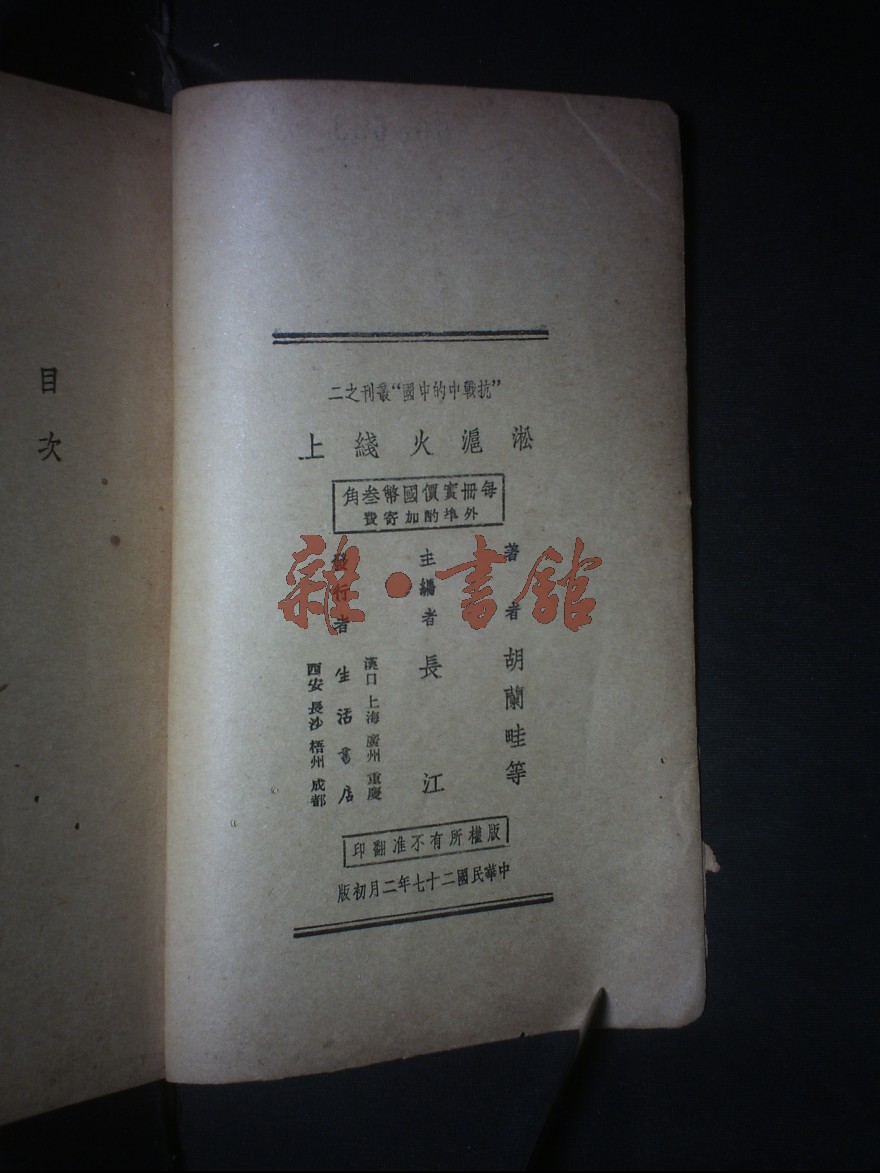 "抗戰中的中國"叢刊之二
淞滬火綫上
每冊實價國幣叁角
外埠酌加寄費
著者 胡蘭畦等
主編者 長江
漢口 上海 廣州 重慶
發行者 生活書店
西安 長沙 梧州 成都
版權所有不准翻印
中華民國二十七年二月初版
目次
雜·書館